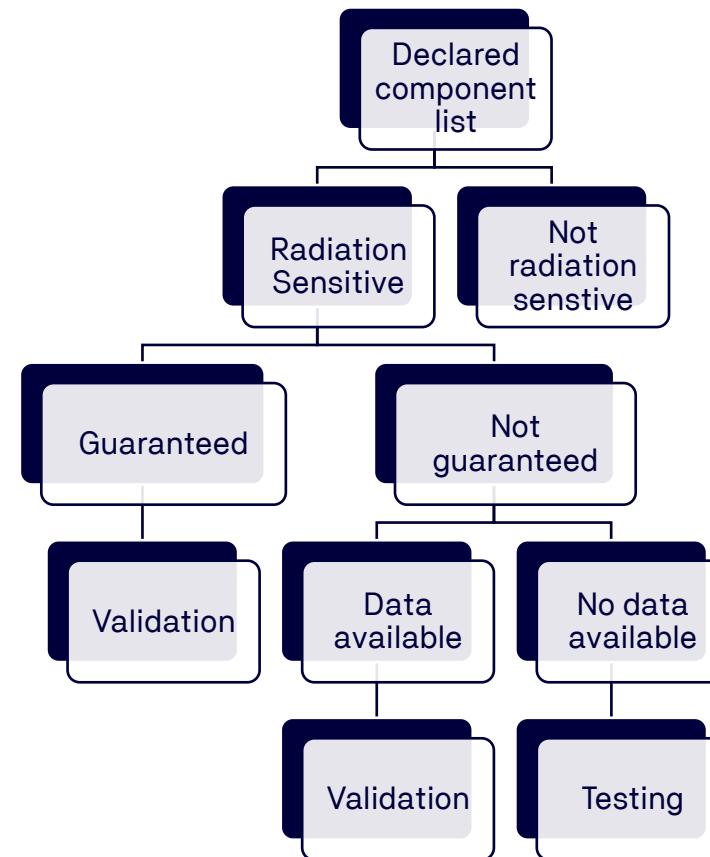 Declared
component
list
Radiation
Sensitive
Not
radiation
senstive
Guaranteed
Not
guaranteed
Validation
Data
available
No data
available
Validation
Testing